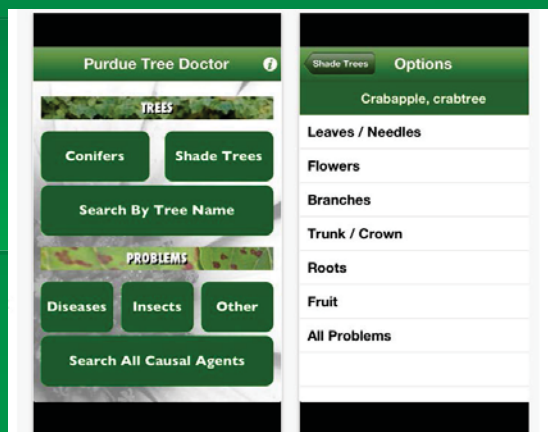 Purdue Tree Doctor
i
TREES
Conifers
Shade Trees
Search By Tree Name
PROBLEMS
Diseases
Insects
Other
Search All Causal Agents
Shade Trees
Options
Crabapple, crabtree
Leaves / Needles
Flowers
Branches
Trunk / Crown
Roots
Fruit
All Problems